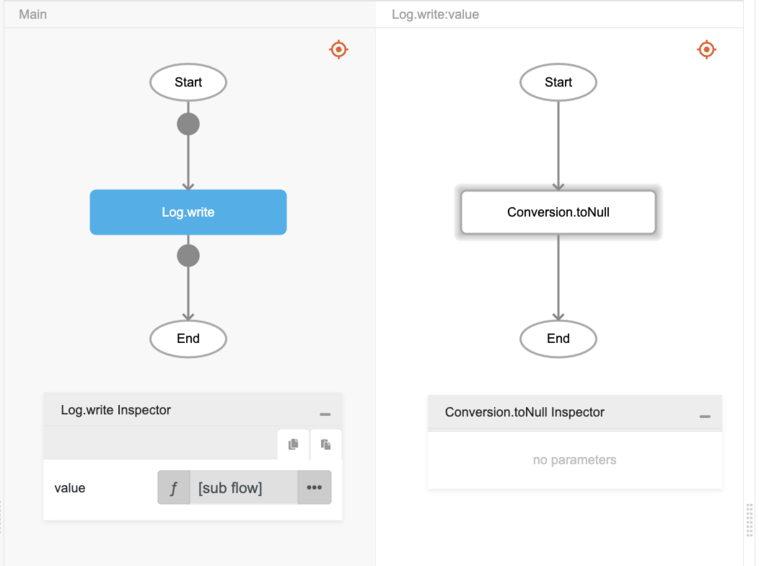 Main
Log.write:value
Start
Log.write
End
Log.write Inspector
value
ƒ [sub flow] •••
Start
Conversion.toNull
End
Conversion.toNull Inspector
no parameters